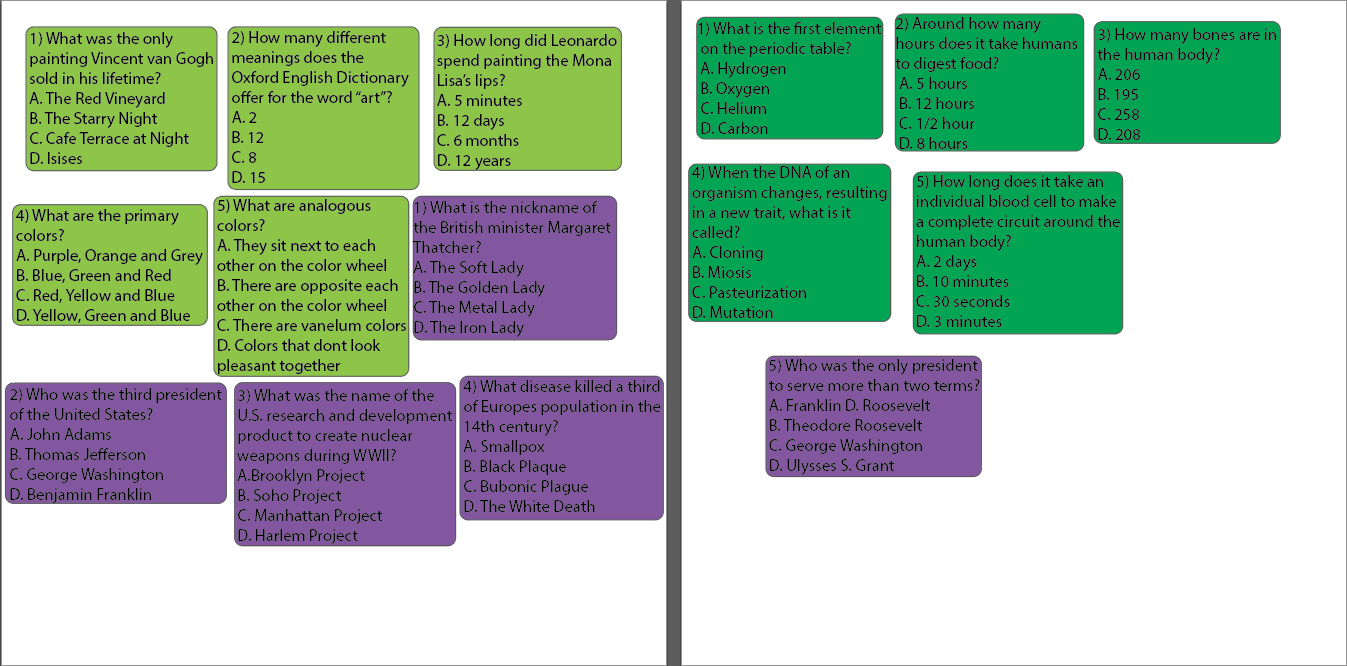 1) What was the only
painting Vincent van Gogh
sold in his lifetime?
A. The Red Vineyard
B. The Starry Night
C. Cafe Terrace at Night
D. Isises
2) How many different
meanings does the
Oxford English Dictionary
offer for the word “art”?
A. 2
B. 12
C. 8
D. 15
3) How long did Leonardo
spend painting the Mona
Lisa’s lips?
A. 5 minutes
B. 12 days
C. 6 months
D. 12 years
4) What are the primary
colors?
A. Purple, Orange and Grey
B. Blue, Green and Red
C. Red, Yellow and Blue
D. Yellow, Green and Blue
5) What are analogous
colors?
A. They sit next to each
other on the color wheel
B. There are opposite each
other on the color wheel
C. There are vanelum colors
D. Colors that dont look
pleasant together
1) What is the nickname of
the British minister Margaret
Thatcher?
A. The Soft Lady
B. The Golden Lady
C. The Metal Lady
D. The Iron Lady
2) Who was the third president
of the United States?
A. John Adams
B. Thomas Jefferson
C. George Washington
D. Benjamin Franklin
3) What was the name of the
U.S. research and development
product to create nuclear
weapons during WWII?
A.Brooklyn Project
B. Soho Project
C. Manhattan Project
D. Harlem Project
4) What disease killed a third
of Europes population in the
14th century?
A. Smallpox
B. Black Plaque
C. Bubonic Plague
D. The White Death
1) What is the first element
on the periodic table?
A. Hydrogen
B. Oxygen
C. Helium
D. Carbon
2) Around how many
hours does it take humans
to digest food?
A. 5 hours
B. 12 hours
C. 1/2 hour
D. 8 hours
3) How many bones are in
the human body?
A. 206
B. 195
C. 258
D. 208
4) When the DNA of an
organism changes, resulting
in a new trait, what is it
called?
A. Cloning
B. Miosis
C. Pasteurization
D. Mutation
5) How long does it take an
individual blood cell to make
a complete circuit around the
human body?
A. 2 days
B. 10 minutes
C. 30 seconds
D. 3 minutes
5) Who was the only president
to serve more than two terms?
A. Franklin D. Roosevelt
B. Theodore Roosevelt
C. George Washington
D. Ulysses S. Grant